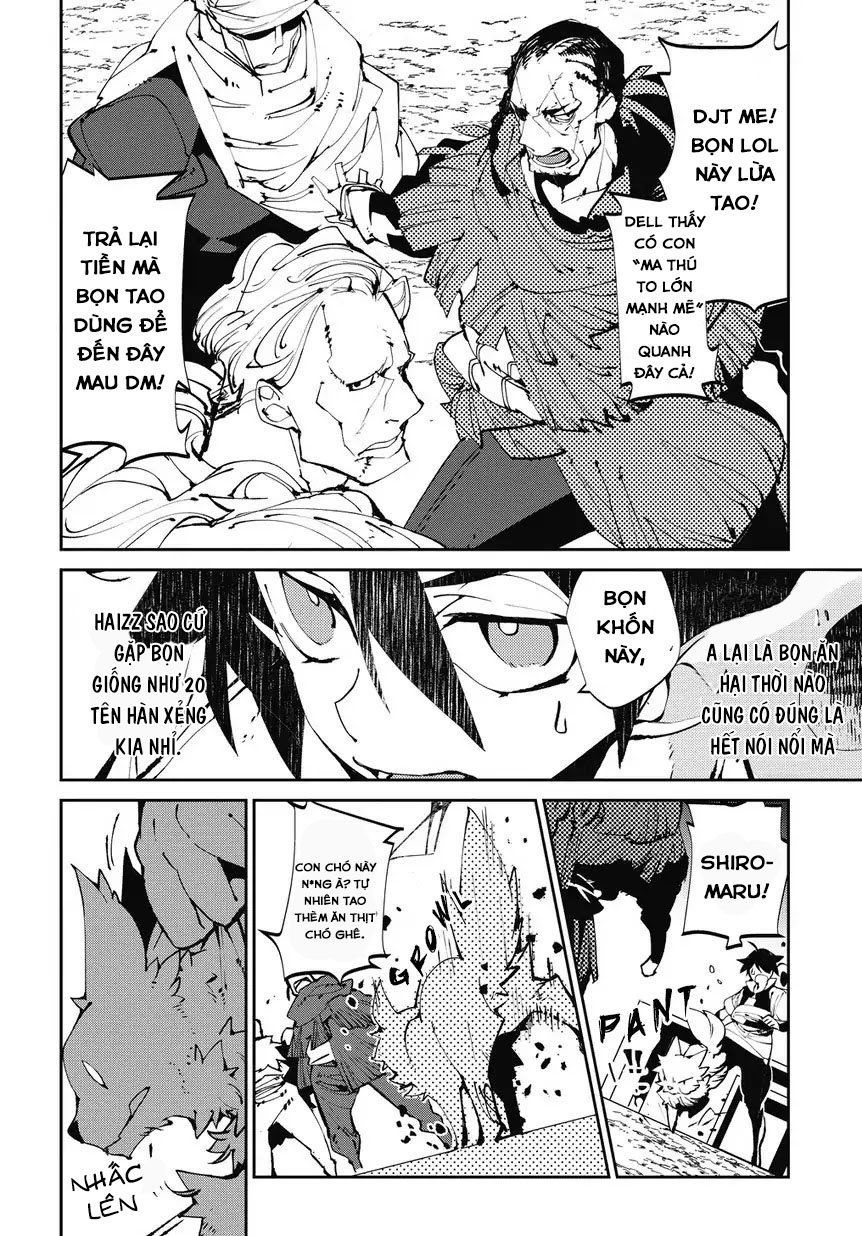 DJT ME!
BỌN LOL
NÀY LỪA
TAO!
DELL THẤY
CÓ CON
“MA THÚ
TO LỚN
MẠNH MẼ”
NÀO
QUANH
ĐÂY CẢ!
TRẢ LẠI
TIỀN MÀ
BỌN TAO
DÙNG ĐỂ
ĐẾN ĐÂY
MAU DM!
BỌN
KHỐN
NÀY,
A LẠI LÀ BỌN ĂN
HẠI THỜI NÀO
CŨNG CÓ ĐÚNG LÀ
HẾT NÓI NỔI MÀ
HAIZZ SAO CỨ
GẶP BỌN
GIỐNG NHƯ 20
TÊN HÀN XẺNG
KIA NHỈ.
SHIRO-
MARU!
PANT
!!
CON CHÓ NÀY
N*NG À? TỰ
NHIÊN TAO
THÈM ĂN THỊT
CHÓ GHÊ.
GROWL
NHẤC
LÊN